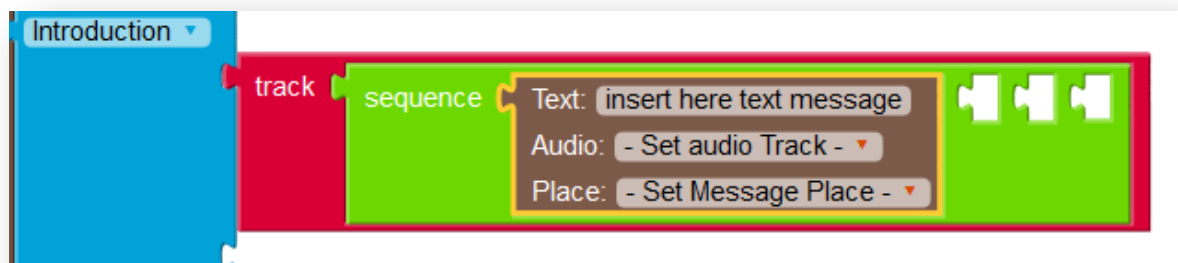 Introduction
track sequence Text: insert here text message
Audio: - Set audio Track -
Place: - Set Message Place -